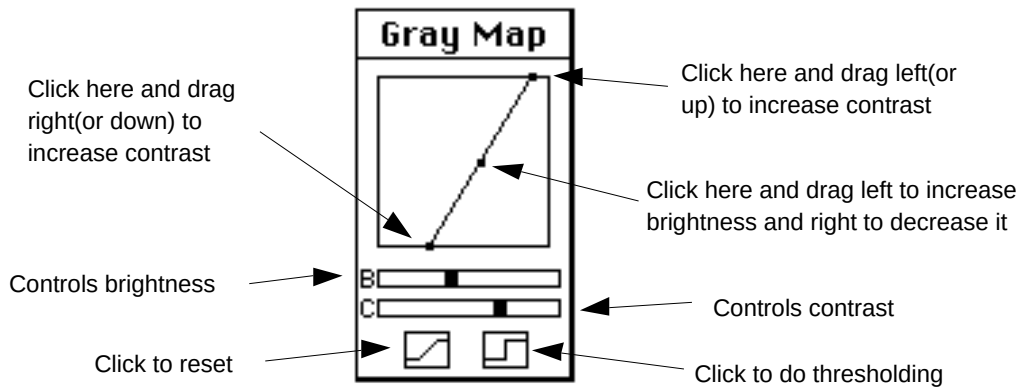 Gray Map
Click here and drag
right(or down) to
increase contrast
Click here and drag left(or
up) to increase contrast
Click here and drag left to increase
brightness and right to decrease it
Controls brightness
B
C
Controls contrast
Click to reset
Click to do thresholding